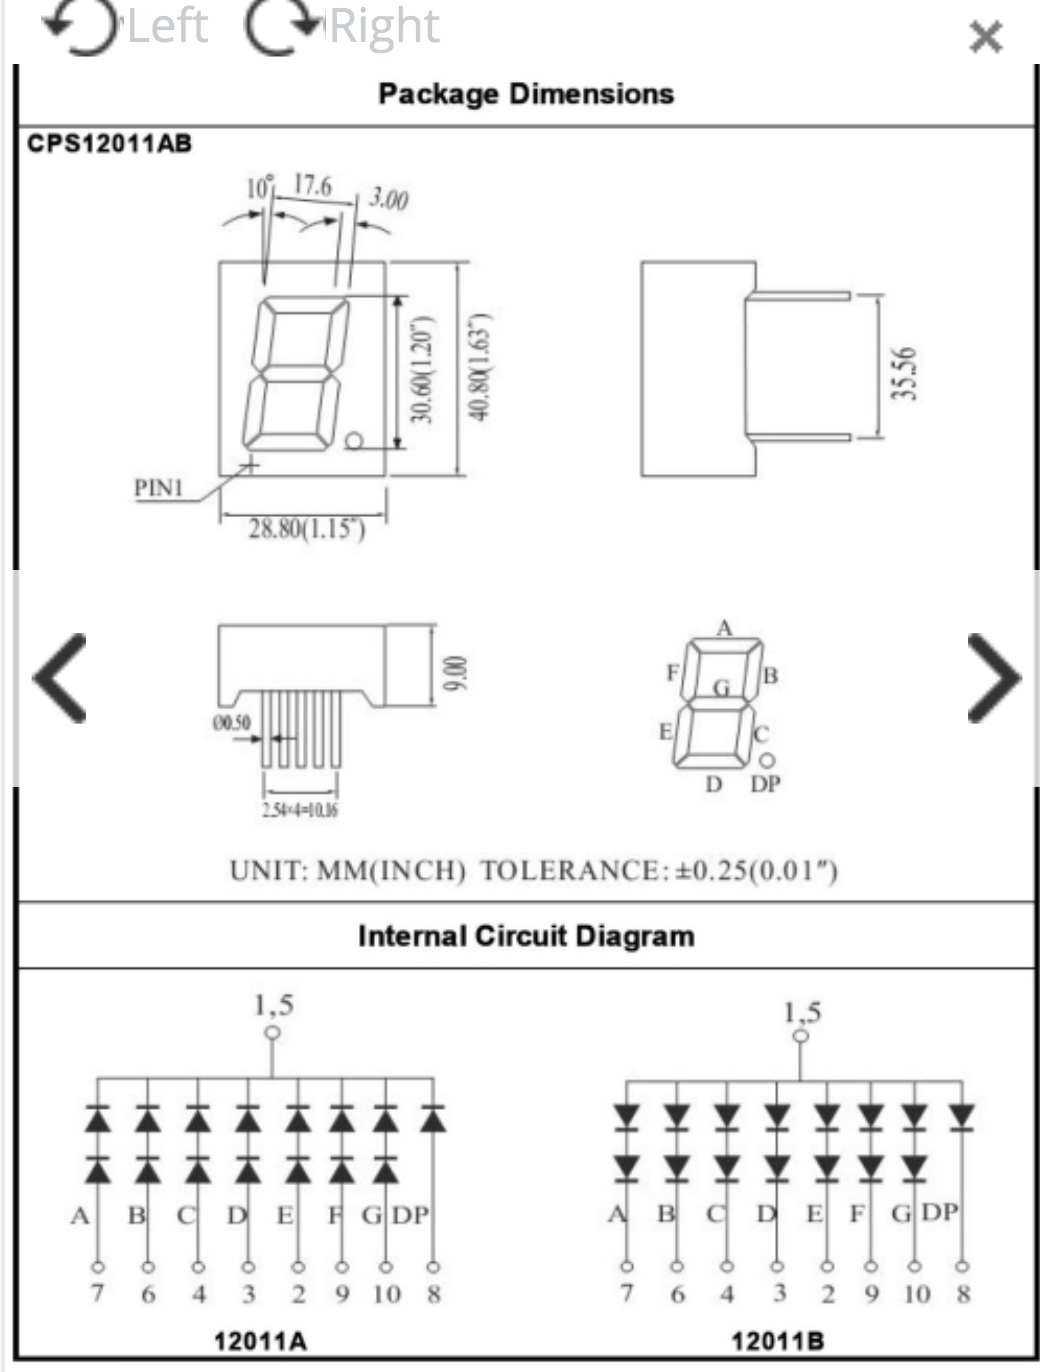 Left Right
Package Dimensions
CPS12011AB
10° 17.6 3.00
30.60(1.20″)
40.80(1.63″)
35.56
PIN1
28.80(1.15″)
9.00
Ø0.50
2.54×4=10.16
A
F B
G
E C
D DP
UNIT: MM(INCH) TOLERANCE: ±0.25(0.01″)
Internal Circuit Diagram
1,5
A B C D E F G DP
7 6 4 3 2 9 10 8
12011A
1,5
A B C D E F G DP
7 6 4 3 2 9 10 8
12011B